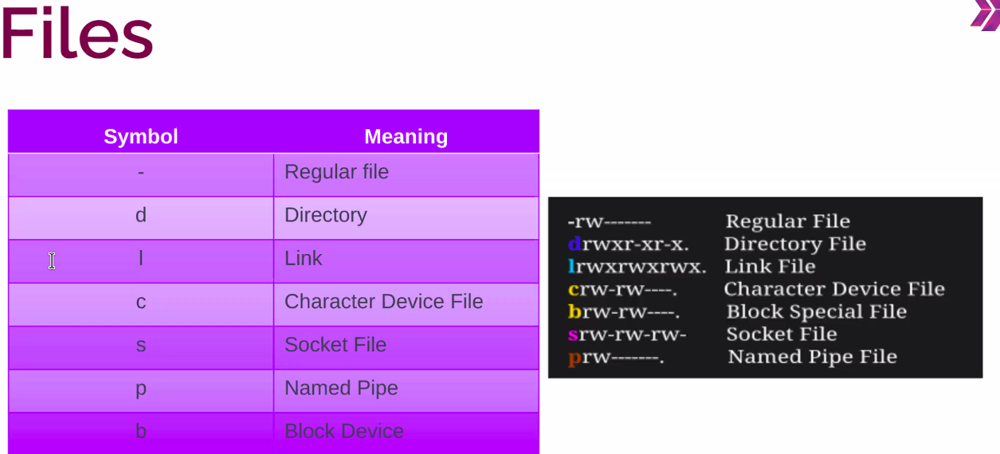 Files
Symbol Meaning
- Regular file
d Directory
l Link
c Character Device File
s Socket File
p Named Pipe
b Block Device
-rw------- Regular File
drwxr-xr-x. Directory File
lrwxrwxrwx. Link File
crw-rw----. Character Device File
brw-rw----. Block Special File
srw-rw-rw- Socket File
prw-------. Named Pipe File